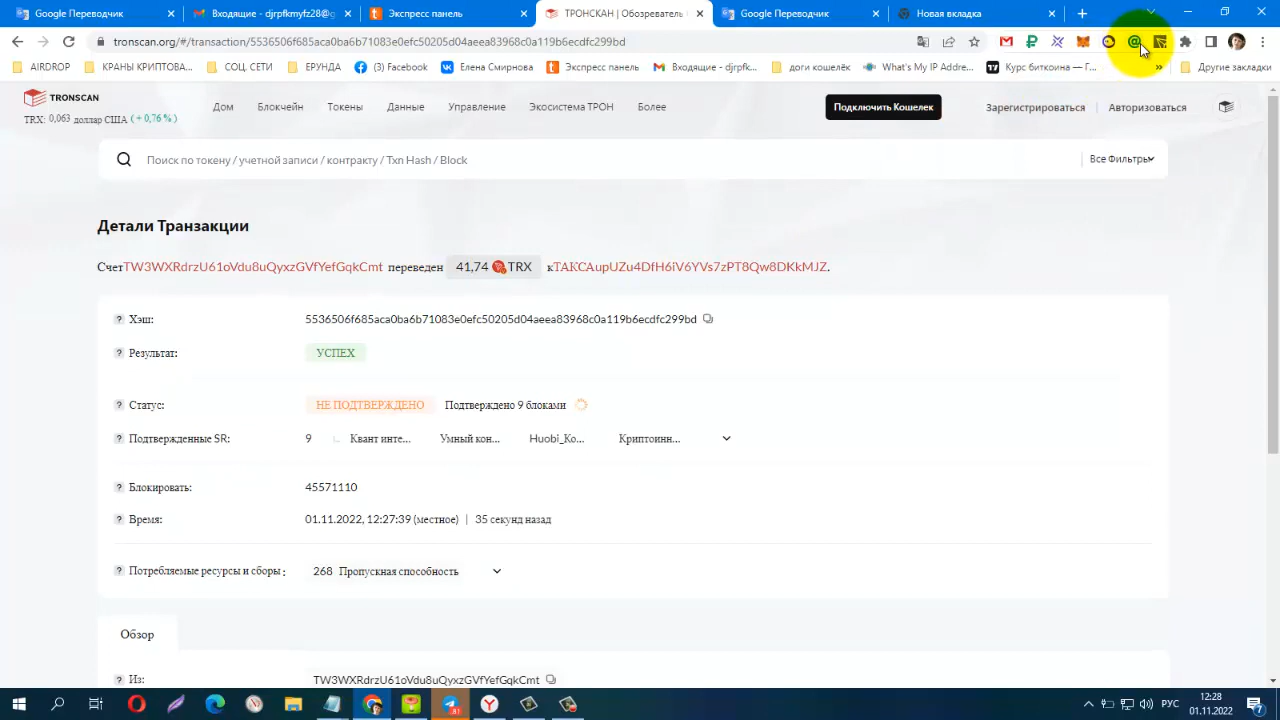 Google Переводчик
Входящие - djrpfkmyfz28@g
Экспресс панель
ТРОНСКАН | Обозреватель
Google Переводчик
Новая вкладка
tronscan.org/#/transaction/5536506f685aca0ba6b71083e0efc50205d04aeea83968c0a119b6ecdfc299bd
AIRDROP
КРАНЫ КРИПТОВА...
СОЦ. СЕТИ
ЕРУНДА
(3) Facebook
Елена Смирнова
Экспресс панель
Входящие - djrpfk...
доги кошелёк
What's My IP Addre...
Курс биткоина — Г...
»
Другие закладки
TRONSCAN
TRX: 0,063 доллар США ( + 0,76 % )
Дом
Блокчейн
Токены
Данные
Управление
Экосистема ТРОН
Более
Подключить Кошелек
Зарегистрироваться
Авторизоваться
Поиск по токену / учетной записи / контракту / Txn Hash / Block
Все Фильтры
Детали Транзакции
СчетTW3WXRdrzU61oVdu8uQyxzGVfYefGqkCmt переведен 41,74 TRX кТАКСАupUZu4DfH6iV6YVs7zPT8Qw8DKkMJZ.
Хэш: 5536506f685aca0ba6b71083e0efc50205d04aeea83968c0a119b6ecdfc299bd
Результат: УСПЕХ
Статус: НЕ ПОДТВЕРЖДЕНО Подтверждено 9 блоками
Подтвержденные SR: 9 Квант инте... Умный кон... Huobi_Ко... Криптоинн...
Блокировать: 45571110
Время: 01.11.2022, 12:27:39 (местное) | 35 секунд назад
Потребляемые ресурсы и сборы : 268 Пропускная способность
Обзор
Из: TW3WXRdrzU61oVdu8uQyxzGVfYefGqkCmt
РУС
12:28
01.11.2022